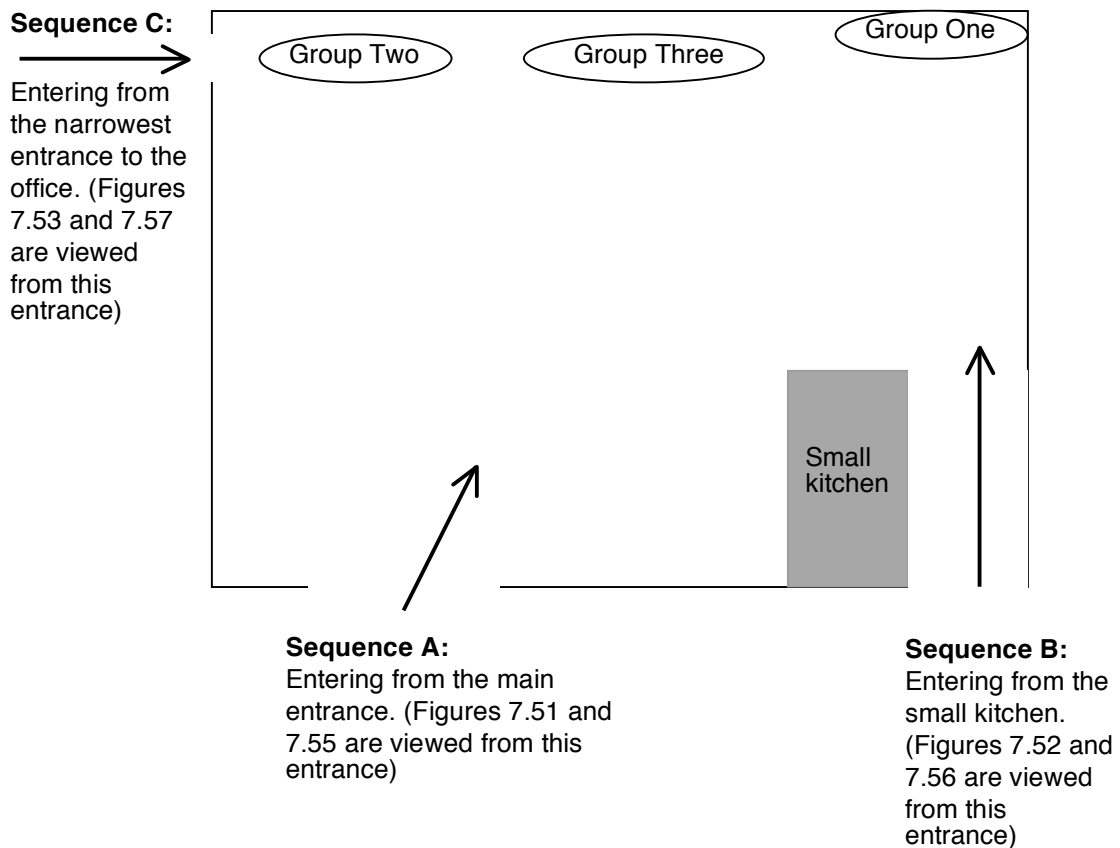 Sequence C:
Entering from
the narrowest
entrance to the
office. (Figures
7.53 and 7.57
are viewed
from this
entrance)
Group Two
Group Three
Group One
Small
kitchen
Sequence A:
Entering from the main
entrance. (Figures 7.51 and
7.55 are viewed from this
entrance)
Sequence B:
Entering from the
small kitchen.
(Figures 7.52 and
7.56 are viewed
from this
entrance)